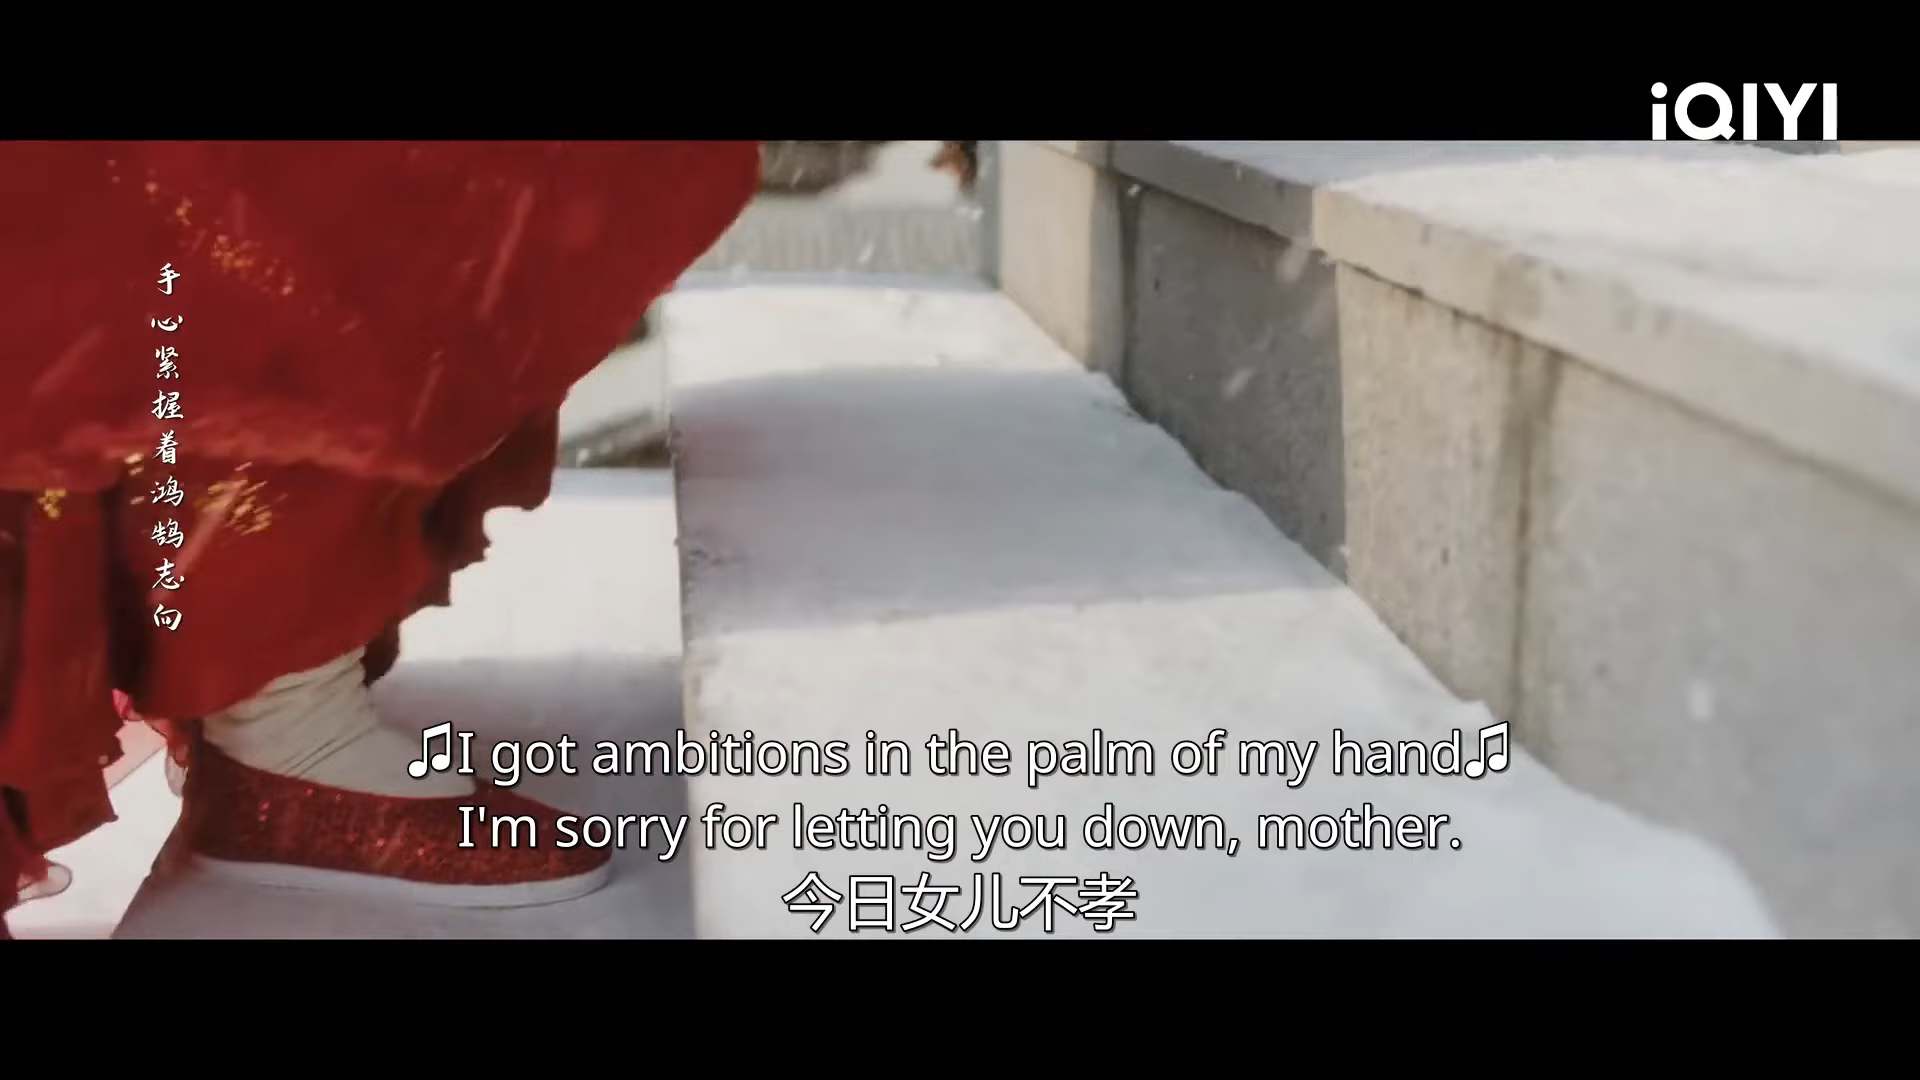 iQIYI
手心紧握着鸿鹄志向
♫I got ambitions in the palm of my hand♫
I'm sorry for letting you down, mother.
今日女儿不孝